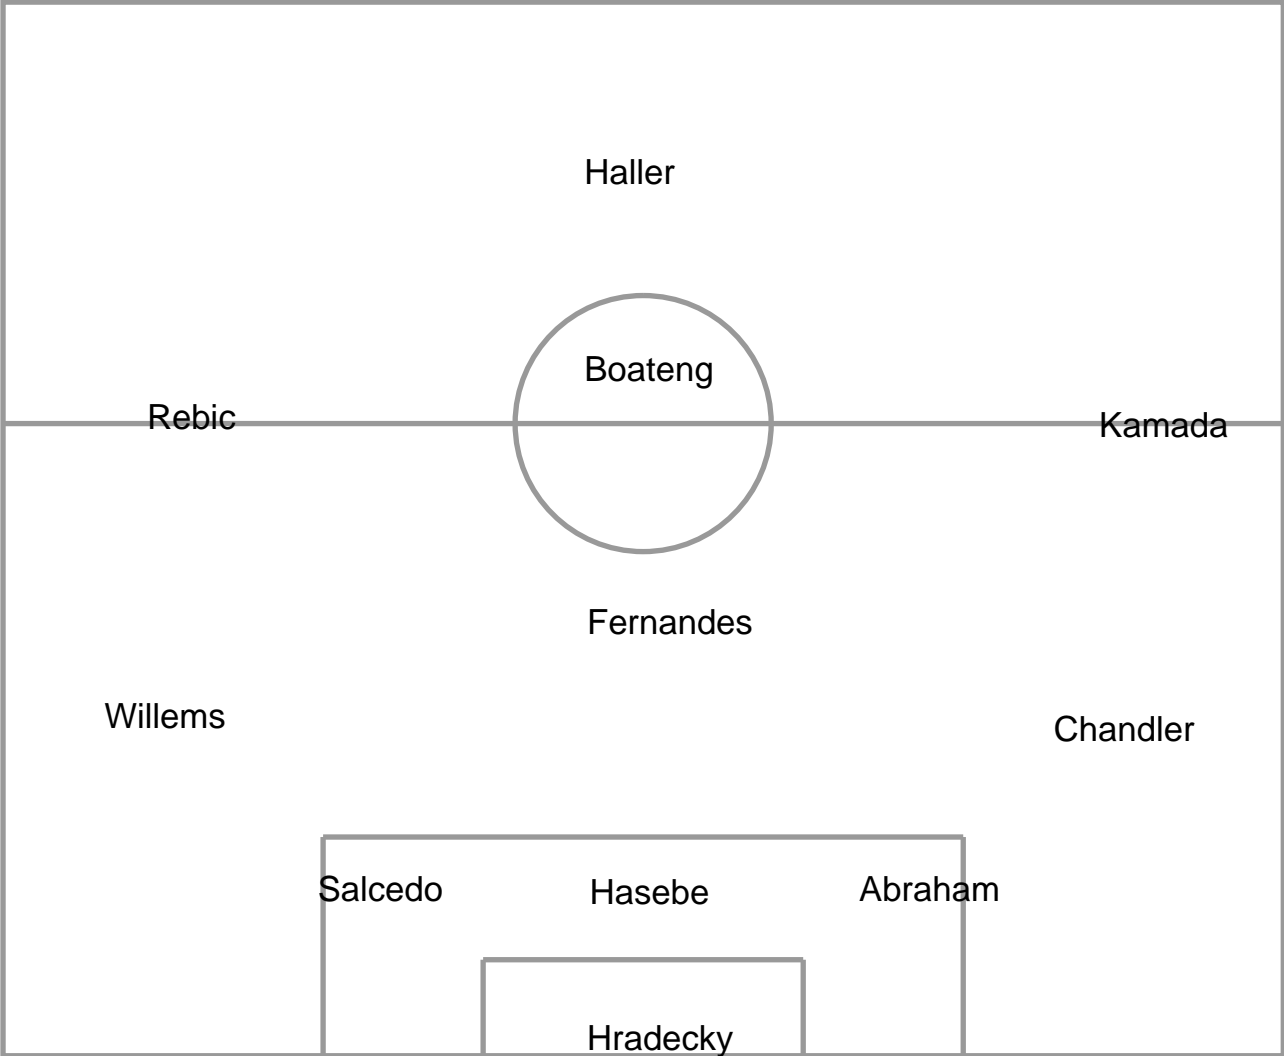 Haller
Boateng
Rebic
Kamada
Fernandes
Willems
Chandler
Salcedo
Hasebe
Abraham
Hradecky